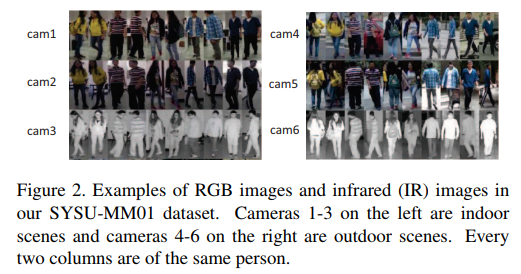 cam1
cam2
cam3
cam4
cam5
cam6
Figure 2. Examples of RGB images and infrared (IR) images in
our SYSU-MM01 dataset. Cameras 1-3 on the left are indoor
scenes and cameras 4-6 on the right are outdoor scenes. Every
two columns are of the same person.